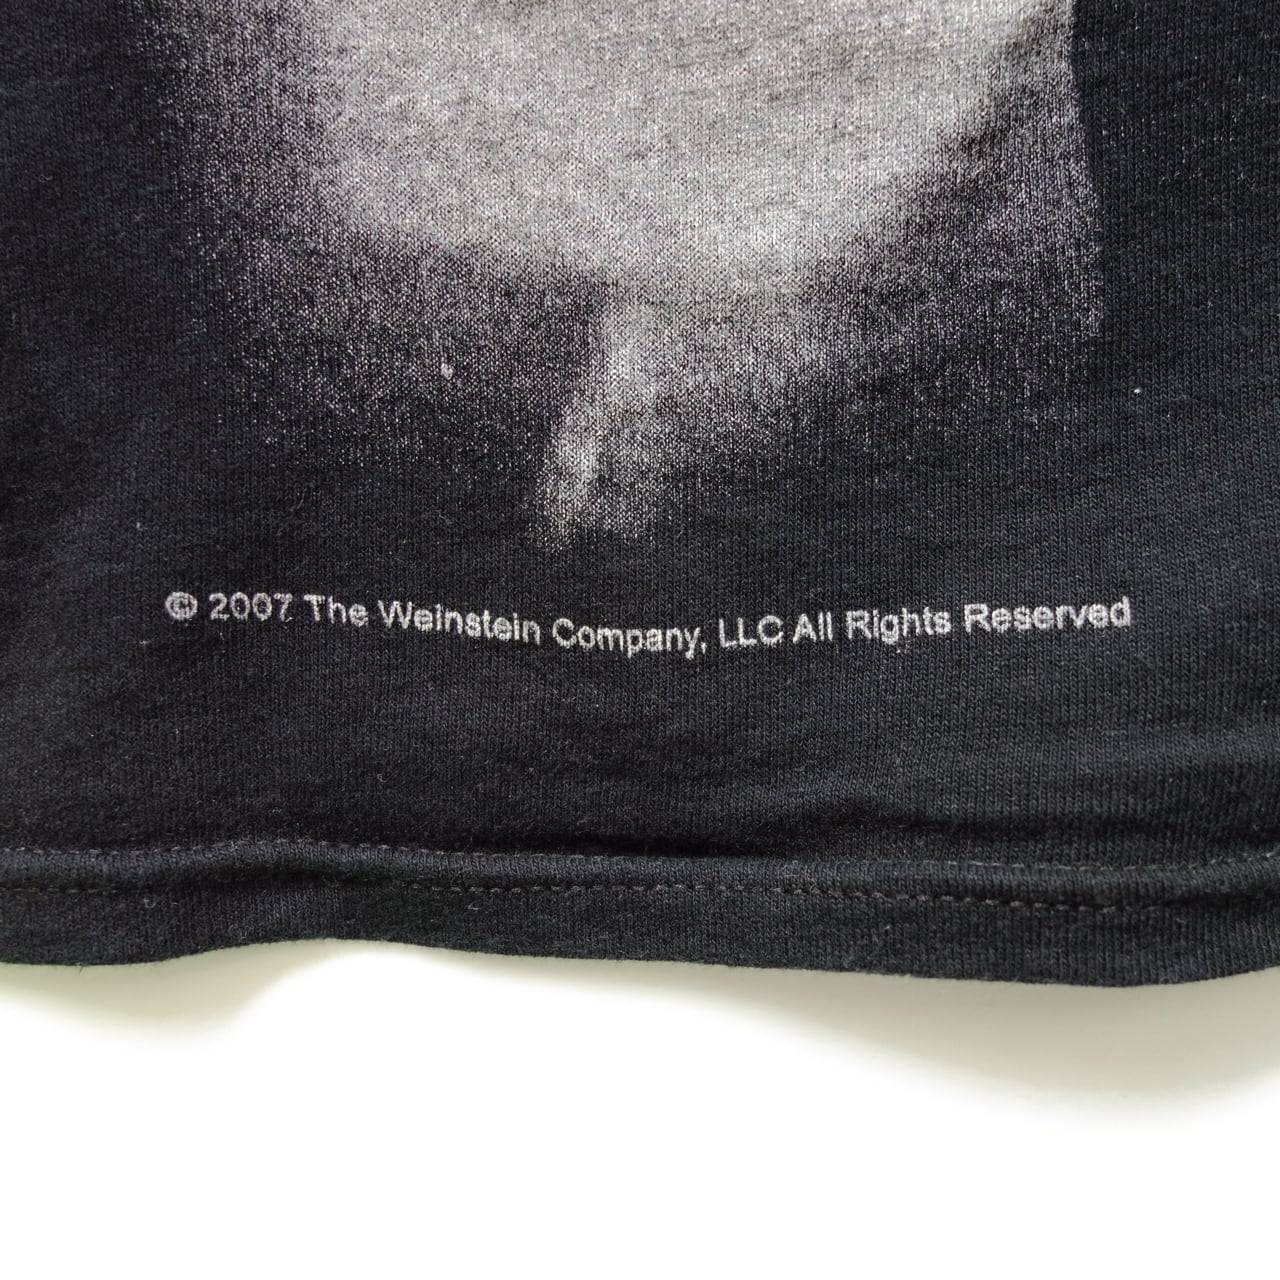 © 2007 The Weinstein Company, LLC All Rights Reserved